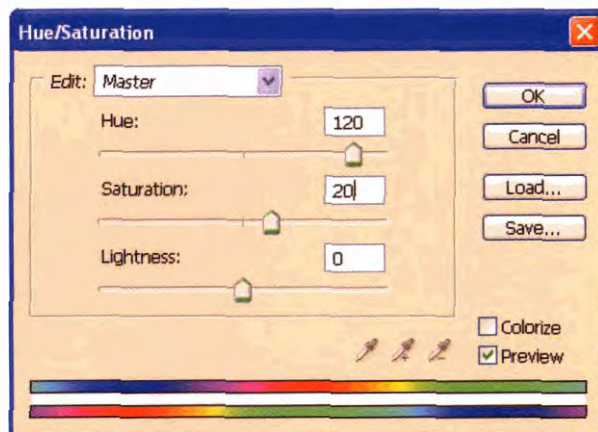 Hue/Saturation
Edit: Master
OK
Hue: 120
Cancel
Saturation: 20
Load...
Save...
Lightness: 0
Colorize
Preview